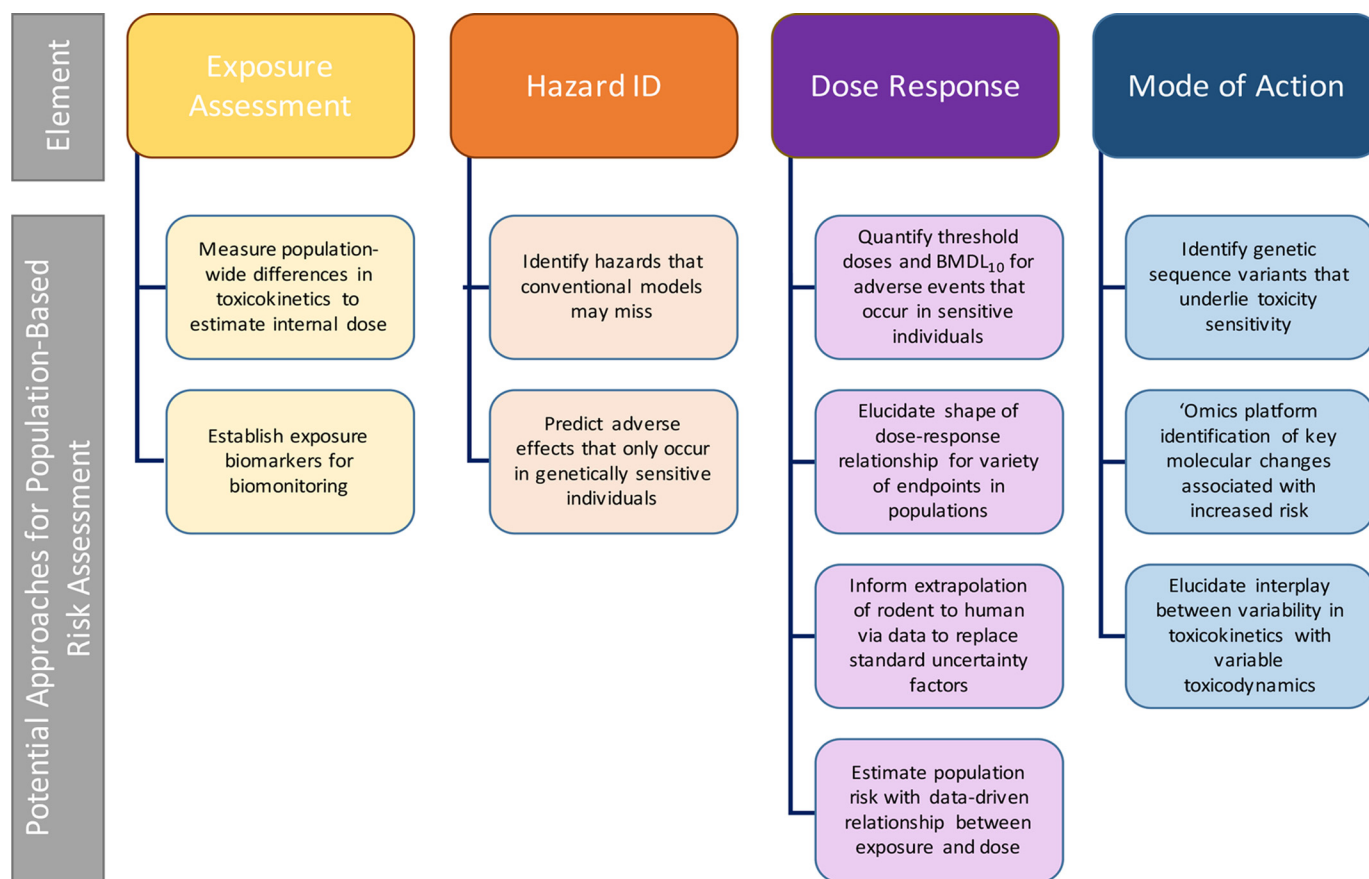 Element
Exposure
Assessment
Hazard ID
Dose Response
Mode of Action
Potential Approaches for Population-Based
Risk Assessment
Measure population-
wide differences in
toxicokinetics to
estimate internal dose
Establish exposure
biomarkers for
biomonitoring
Identify hazards that
conventional models
may miss
Predict adverse
effects that only occur
in genetically sensitive
individuals
Quantify threshold
doses and BMDL₁₀ for
adverse events that
occur in sensitive
individuals
Elucidate shape of
dose-response
relationship for variety
of endpoints in
populations
Inform extrapolation
of rodent to human
via data to replace
standard uncertainty
factors
Estimate population
risk with data-driven
relationship between
exposure and dose
Identify genetic
sequence variants that
underlie toxicity
sensitivity
‘Omics platform
identification of key
molecular changes
associated with
increased risk
Elucidate interplay
between variability in
toxicokinetics with
variable
toxicodynamics